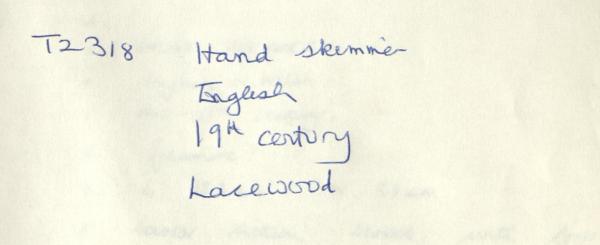 T2318 Hand skimmer
English
19th century
Lacewood